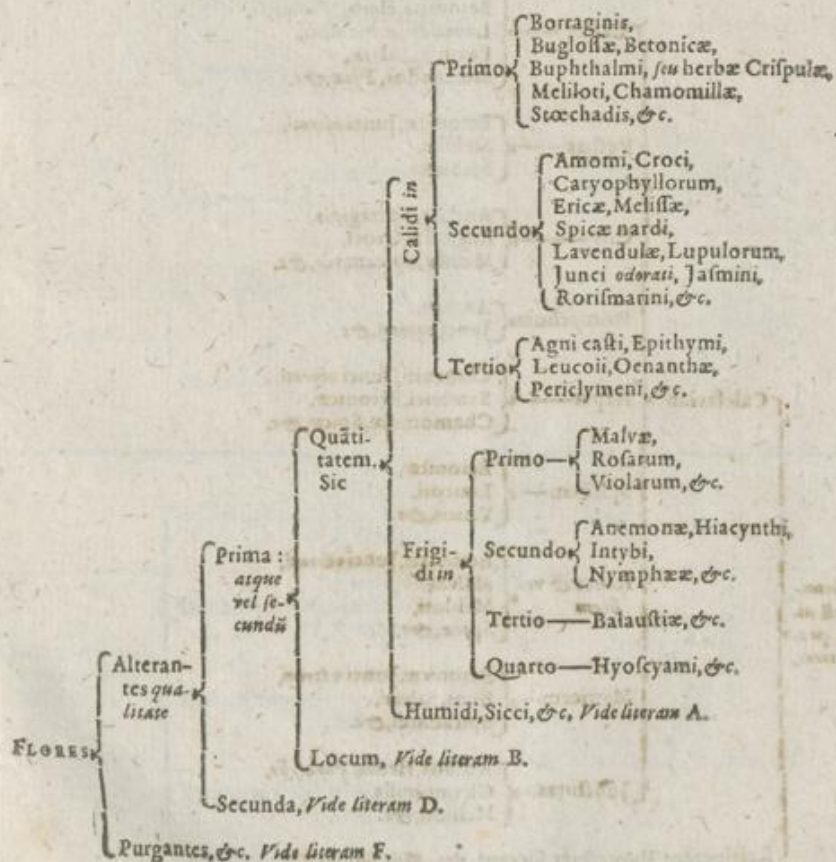 Borraginis,
Buglossæ, Betonicæ,
Primo
Buphthalmi, seu herbæ Crispulæ,
Meliloti, Chamomillæ,
Stœchadis, &c.
Calidi in
Amomi, Croci,
Caryophyllorum,
Ericæ, Melissæ,
Secundo
Spicæ nardi,
Lavendulæ, Lupulorum,
Junci odorati, Jasmini,
Rorismarini, &c.
Agni casti, Epithymi,
Tertio
Leucoii, Oenanthæ,
Periclymeni, &c.
Quãti-
tatem.
Sic
Malvæ,
Primo
Rosarum,
Violarum, &c.
Frigi-
di in
Anemonæ, Hiacynthi,
Secundo
Intybi,
Nymphææ, &c.
Tertio
Balaustiæ, &c.
Quarto
Hyoscyami, &c.
Prima :
atque
vel se-
cundũ
Humidi, Sicci, &c. Vide literam A.
Alteran-
tes qua-
litate
Locum, Vide literam B.
FLORES
Secunda, Vide literam D.
Purgantes, &c. Vide literam F.